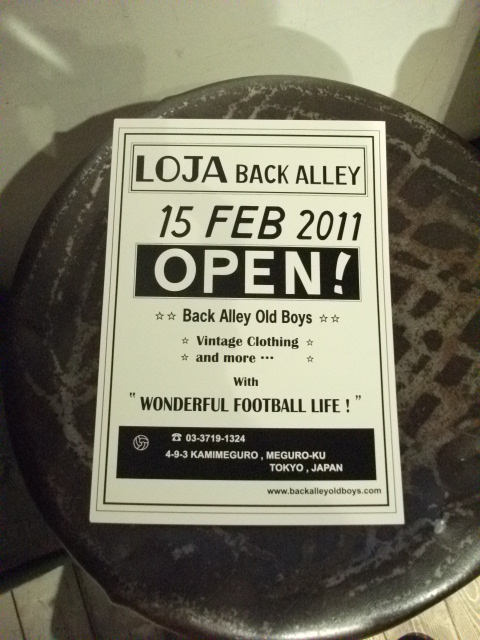 LOJA BACK ALLEY
15 FEB 2011
OPEN!
☆☆ Back Alley Old Boys ☆☆
☆ Vintage Clothing ☆
☆ and more ··· ☆
With
"WONDERFUL FOOTBALL LIFE !"
☎ 03-3719-1324
4-9-3 KAMIMEGURO , MEGURO-KU
TOKYO , JAPAN
www.backalleyoldboys.com